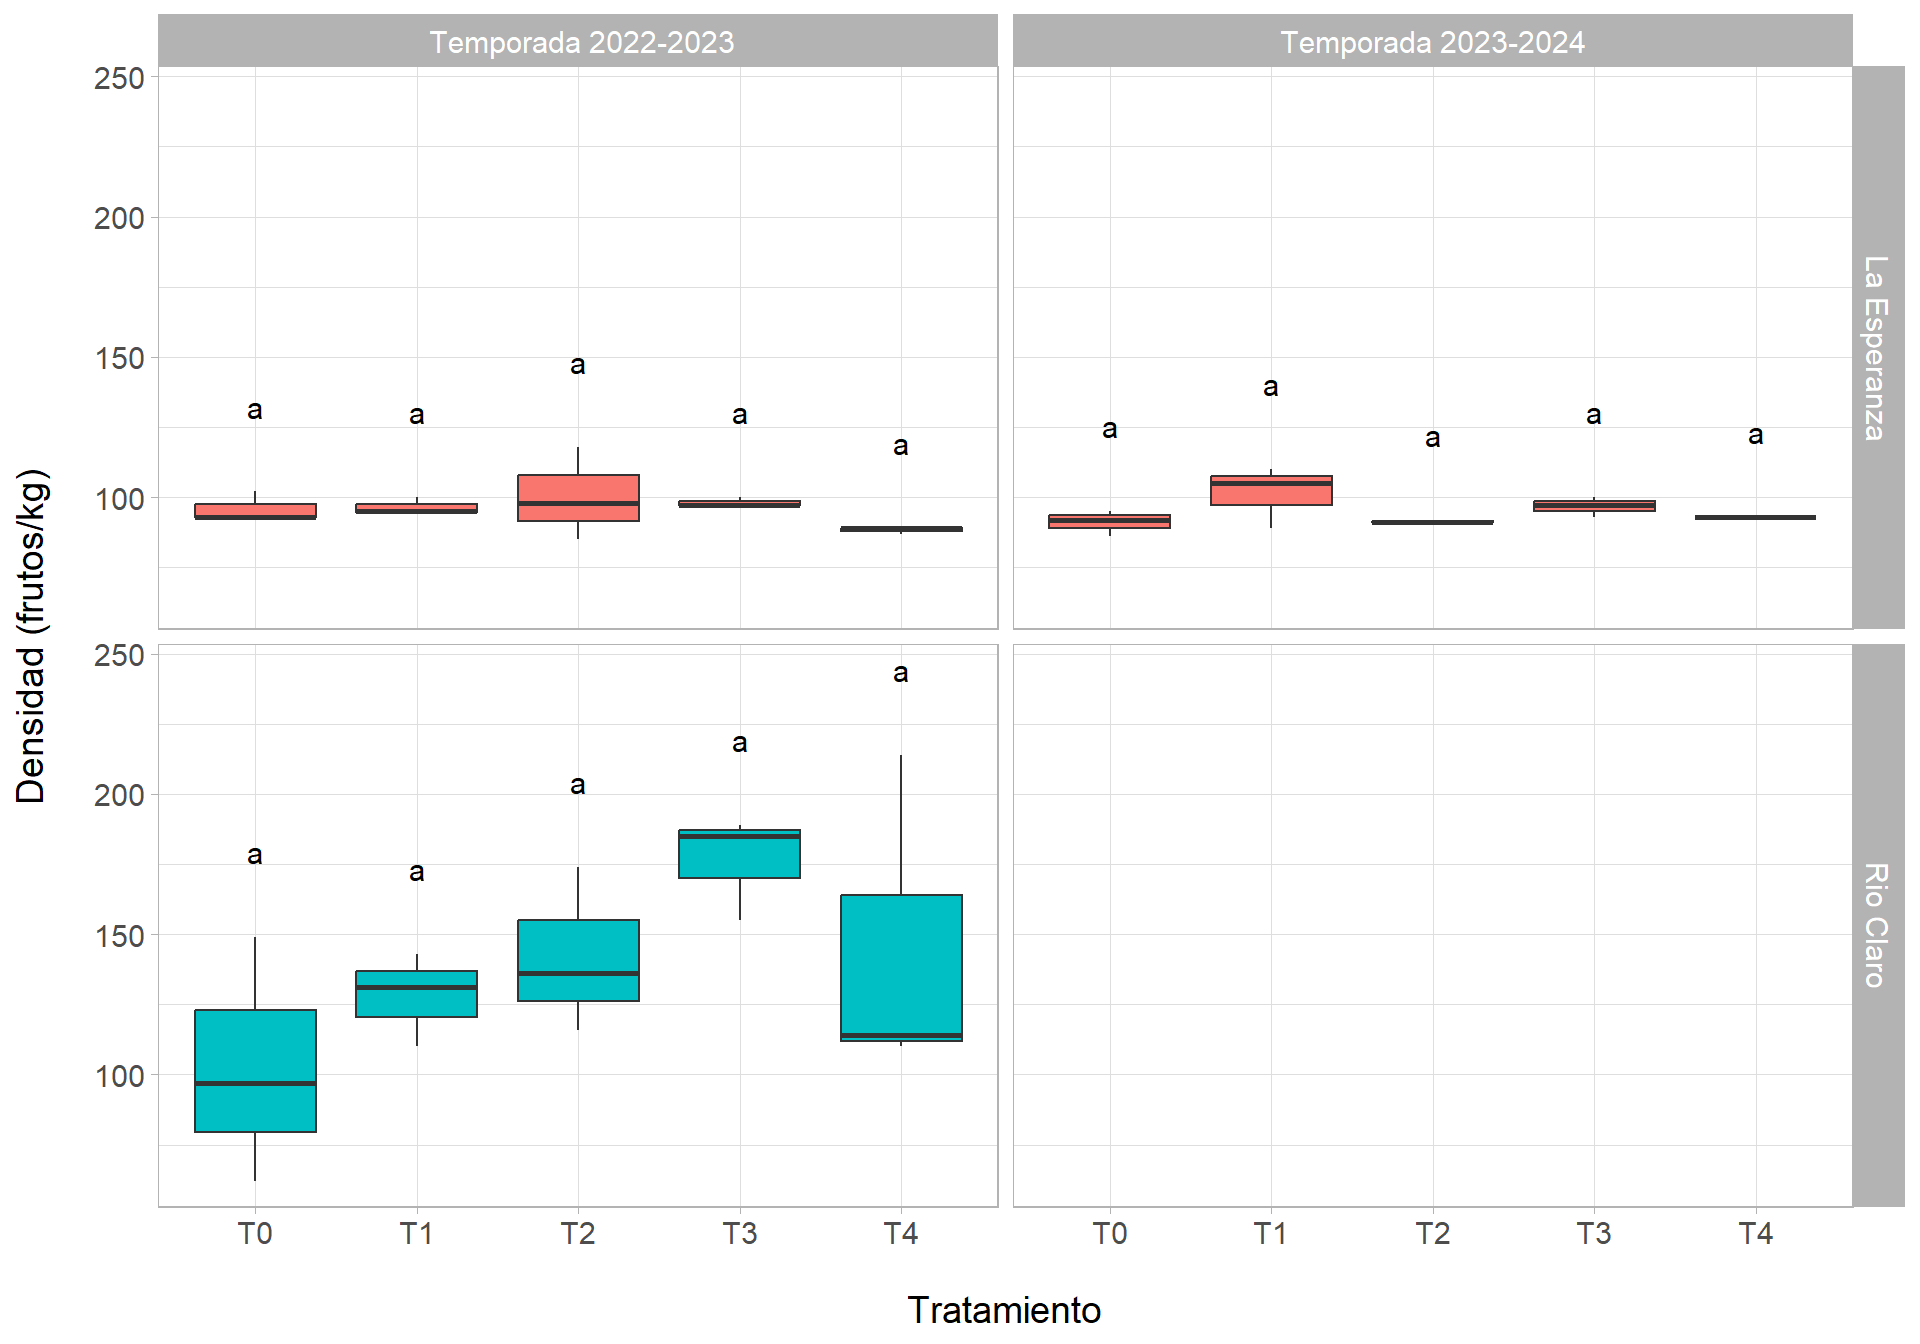 Temporada 2022-2023
Temporada 2023-2024
250
200
150
100
a
a
a
a
a
a
a
a
a
a
La Esperanza
Densidad (frutos/kg)
250
200
150
100
a
a
a
a
a
Rio Claro
T0
T1
T2
T3
T4
T0
T1
T2
T3
T4
Tratamiento